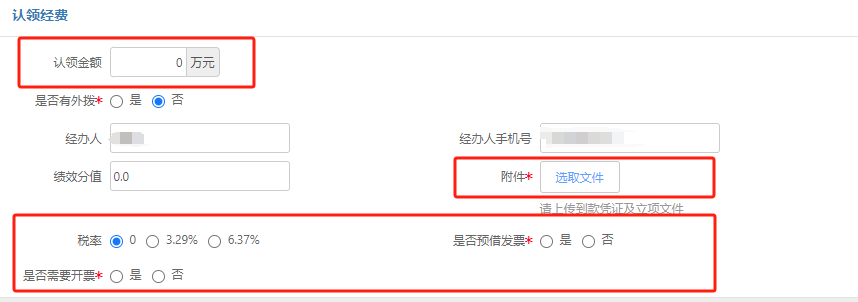 认领经费
认领金额 0 万元
是否有外拨* 是 否
经办人 经办人手机号
绩效分值 0.0 附件* 选取文件
请上传到款凭证及立项文件
税率 0 3.29% 6.37% 是否预借发票* 是 否
是否需要开票* 是 否